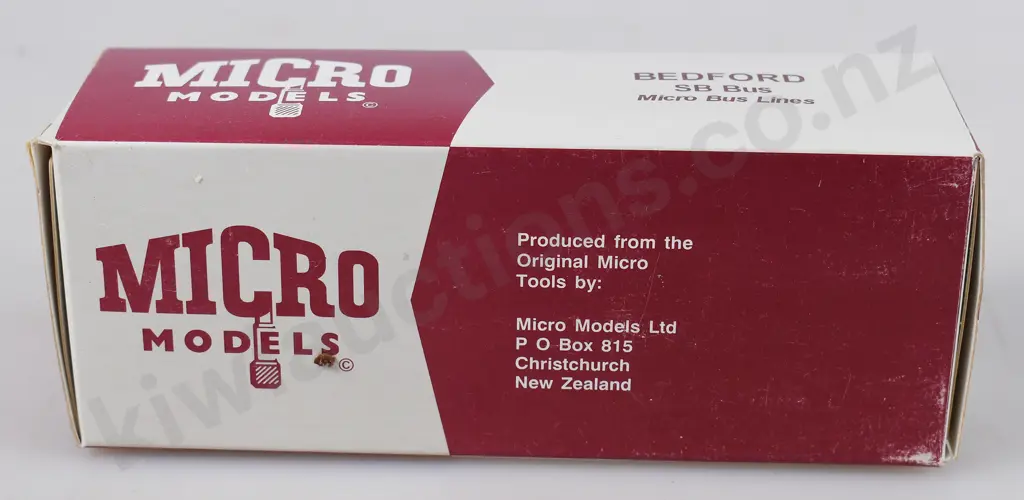 MICRO
MODELS
©
BEDFORD
SB Bus
Micro Bus Lines
MICRO
MODELS
©
Produced from the
Original Micro
Tools by:
Micro Models Ltd
P O Box 815
Christchurch
New Zealand
kiwiauctions.co.nz